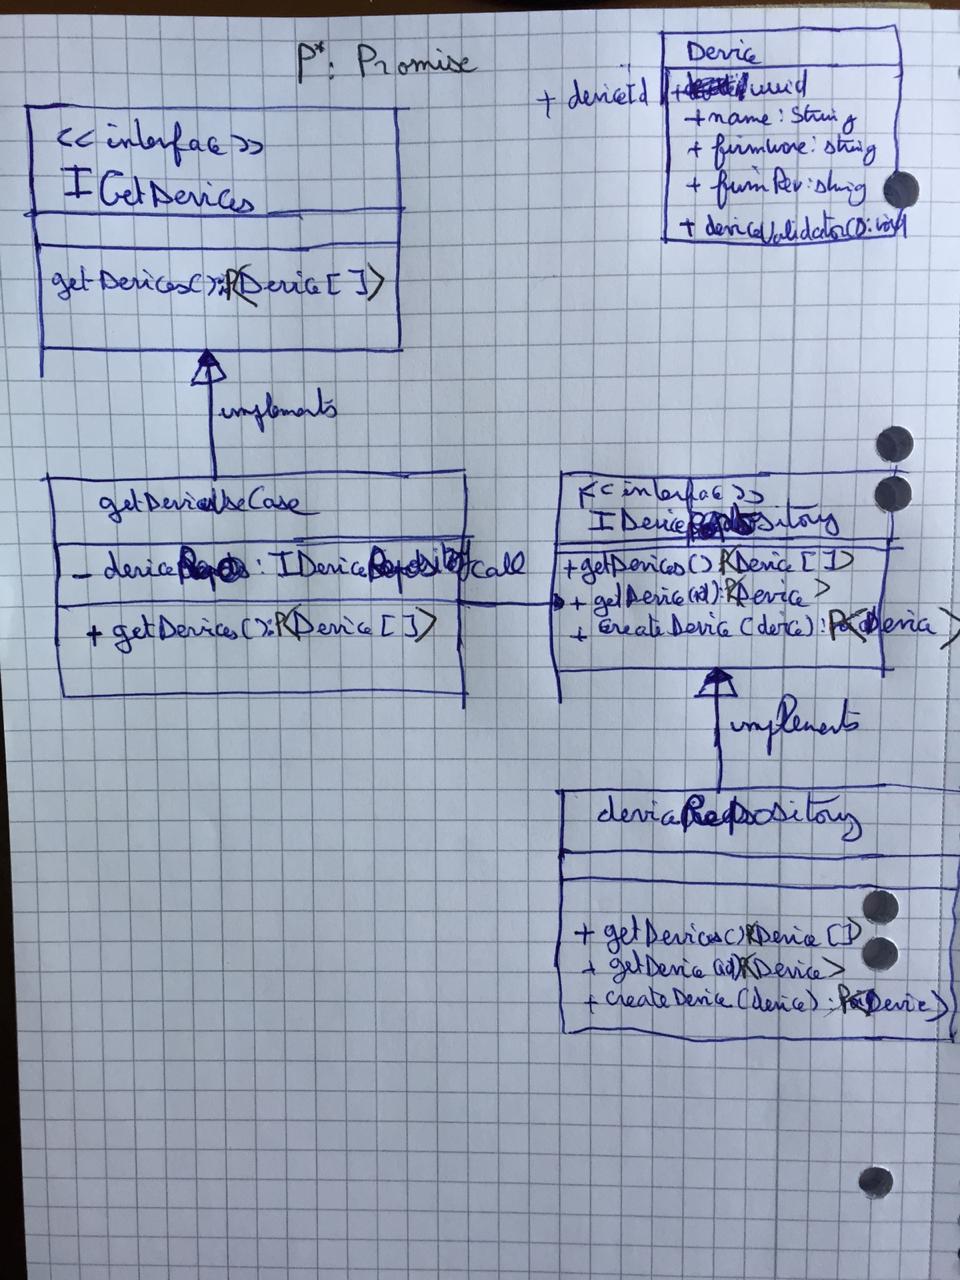 P*: Promise
Device
+ deviceId
uuid
+ name : String
+ firmware : string
+ firmRev : string
+ deviceValidator() : void
<<interface>>
IGetDevices
getDevices() : P<Device[]>
implements
getDeviceUseCase
- deviceRepos : IDeviceRepository
call
+ getDevices() : P<Device[]>
<<interface>>
IDeviceRepository
+ getDevices() P<Device[]>
+ getDevice(id) : P<Device>
+ createDevice (device) : P<Device>
implements
deviceRepository
+ getDevices() P<Device[]>
+ getDevice (id) P<Device>
+ createDevice (device) : P<Device>